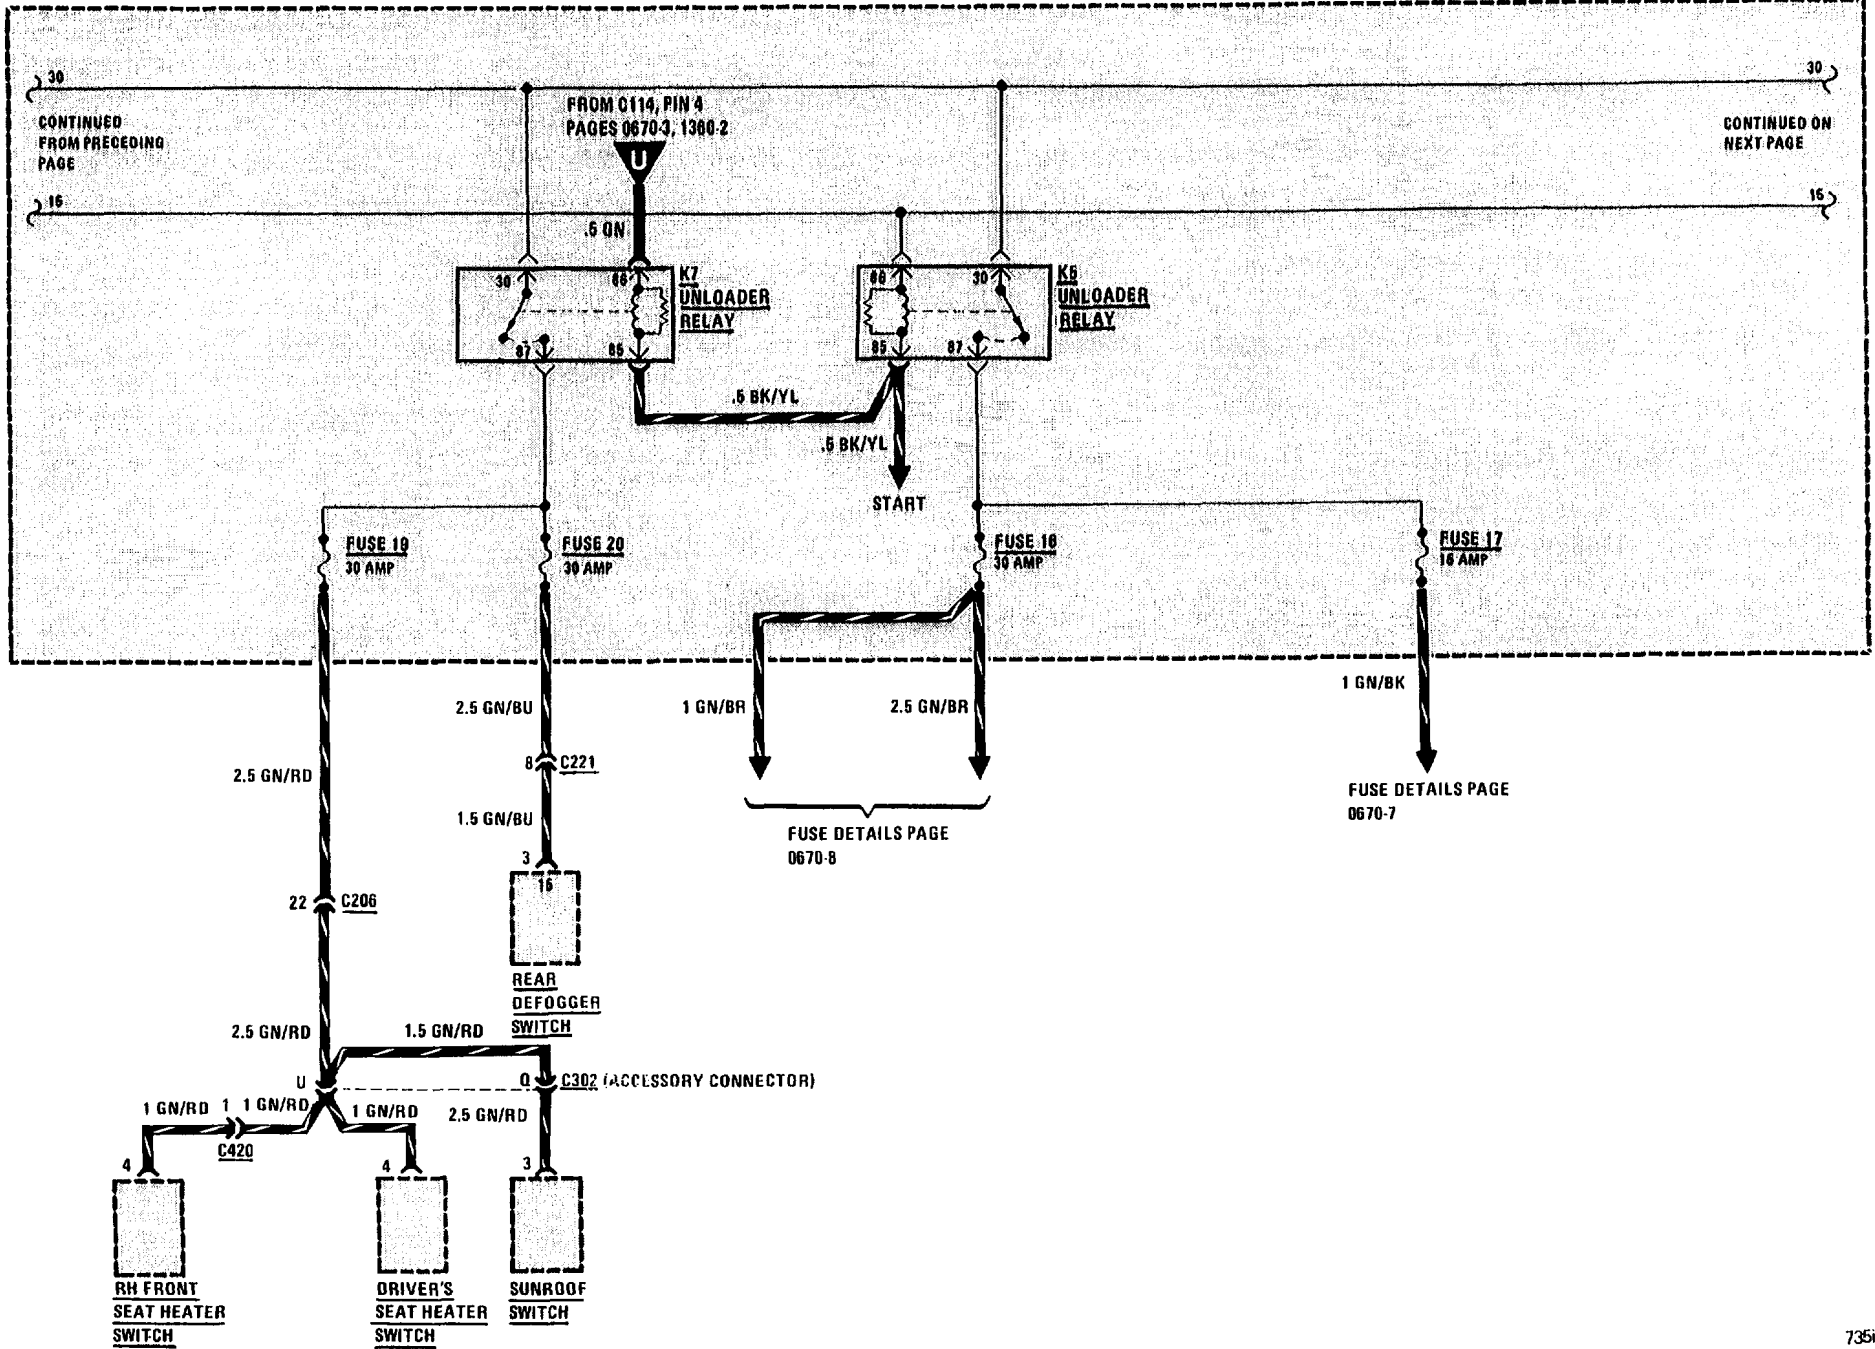 30
30
FROM C114, PIN 4
PAGES 0670-3, 1360-2
CONTINUED
FROM PRECEDING
PAGE
CONTINUED ON
NEXT PAGE
U
15
15
.5 GN
30
86
K7
UNLOADER
RELAY
87
85
86
30
K6
UNLOADER
RELAY
85
87
.5 BK/YL
.5 BK/YL
START
FUSE 19
30 AMP
FUSE 20
30 AMP
FUSE 16
30 AMP
FUSE 17
15 AMP
2.5 GN/BU
1 GN/BR
2.5 GN/BR
1 GN/BK
2.5 GN/RD
8
C221
1.5 GN/BU
FUSE DETAILS PAGE
0670-8
FUSE DETAILS PAGE
0670-7
3
15
22
C206
REAR
DEFOGGER
SWITCH
2.5 GN/RD
1.5 GN/RD
U
Q
C302 (ACCESSORY CONNECTOR)
1 GN/RD
1
1 GN/RD
1 GN/RD
2.5 GN/RD
C420
4
4
3
RH FRONT
SEAT HEATER
SWITCH
DRIVER'S
SEAT HEATER
SWITCH
SUNROOF
SWITCH
735i